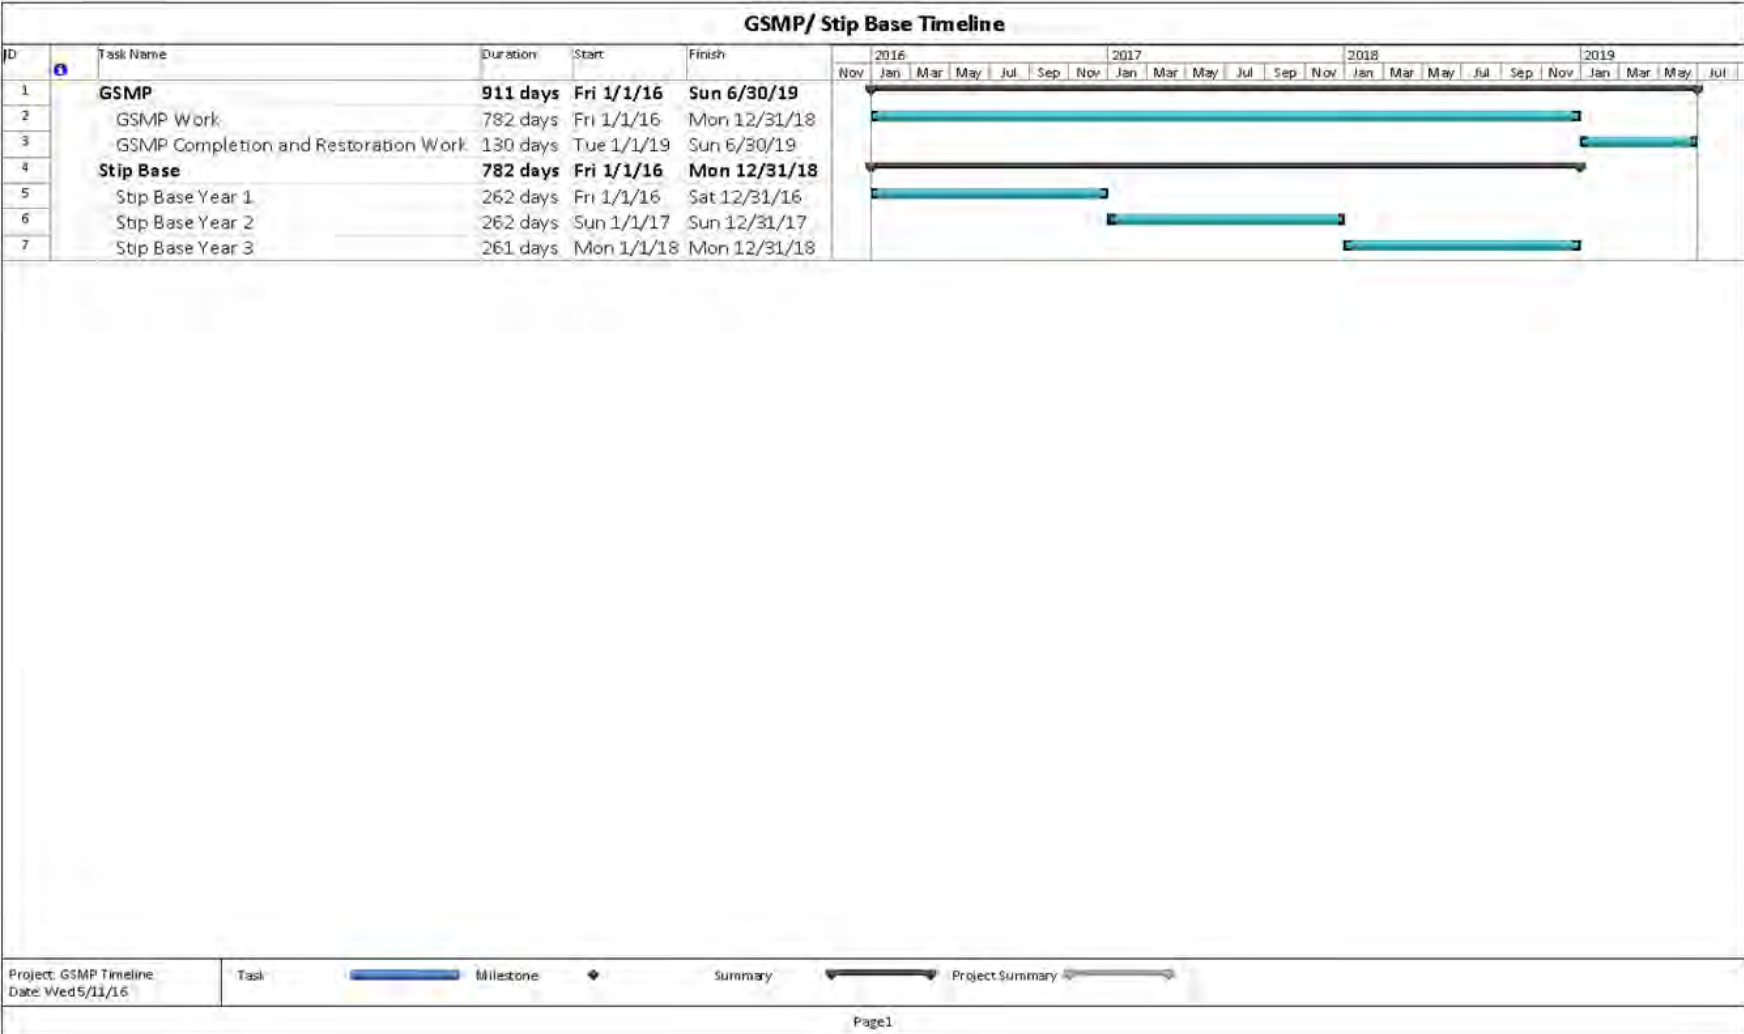 GSMP/ Stip Base Timeline
ID Task Name Duration Start Finish 2016 2017 2018 2019
Nov Jan Mar May Jul Sep Nov Jan Mar May Jul Sep Nov Jan Mar May Jul Sep Nov Jan Mar May Jul
1 GSMP 911 days Fri 1/1/16 Sun 6/30/19
2 GSMP Work 782 days Fri 1/1/16 Mon 12/31/18
3 GSMP Completion and Restoration Work 130 days Tue 1/1/19 Sun 6/30/19
4 Stip Base 782 days Fri 1/1/16 Mon 12/31/18
5 Stip Base Year 1 262 days Fri 1/1/16 Sat 12/31/16
6 Stip Base Year 2 262 days Sun 1/1/17 Sun 12/31/17
7 Stip Base Year 3 261 days Mon 1/1/18 Mon 12/31/18
Project: GSMP Timeline
Date: Wed 5/11/16
Task Milestone Summary Project Summary
Page1